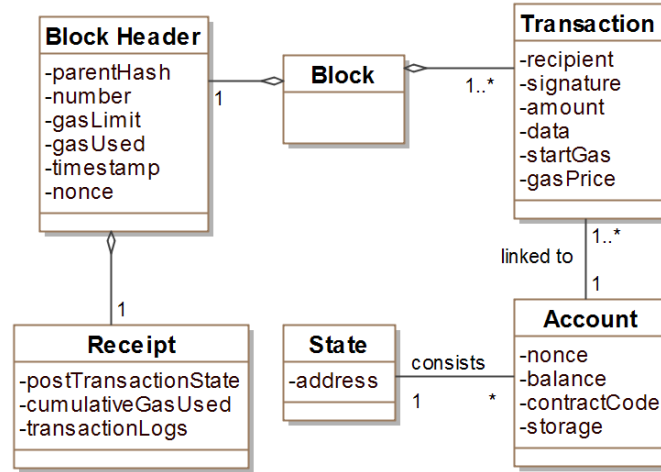 Block Header
-parentHash
-number
-gasLimit
-gasUsed
-timestamp
-nonce
1
Block
1..*
Transaction
-recipient
-signature
-amount
-data
-startGas
-gasPrice
1..*
linked to
1
1
Receipt
-postTransactionState
-cumulativeGasUsed
-transactionLogs
State
-address
consists
1
*
Account
-nonce
-balance
-contractCode
-storage